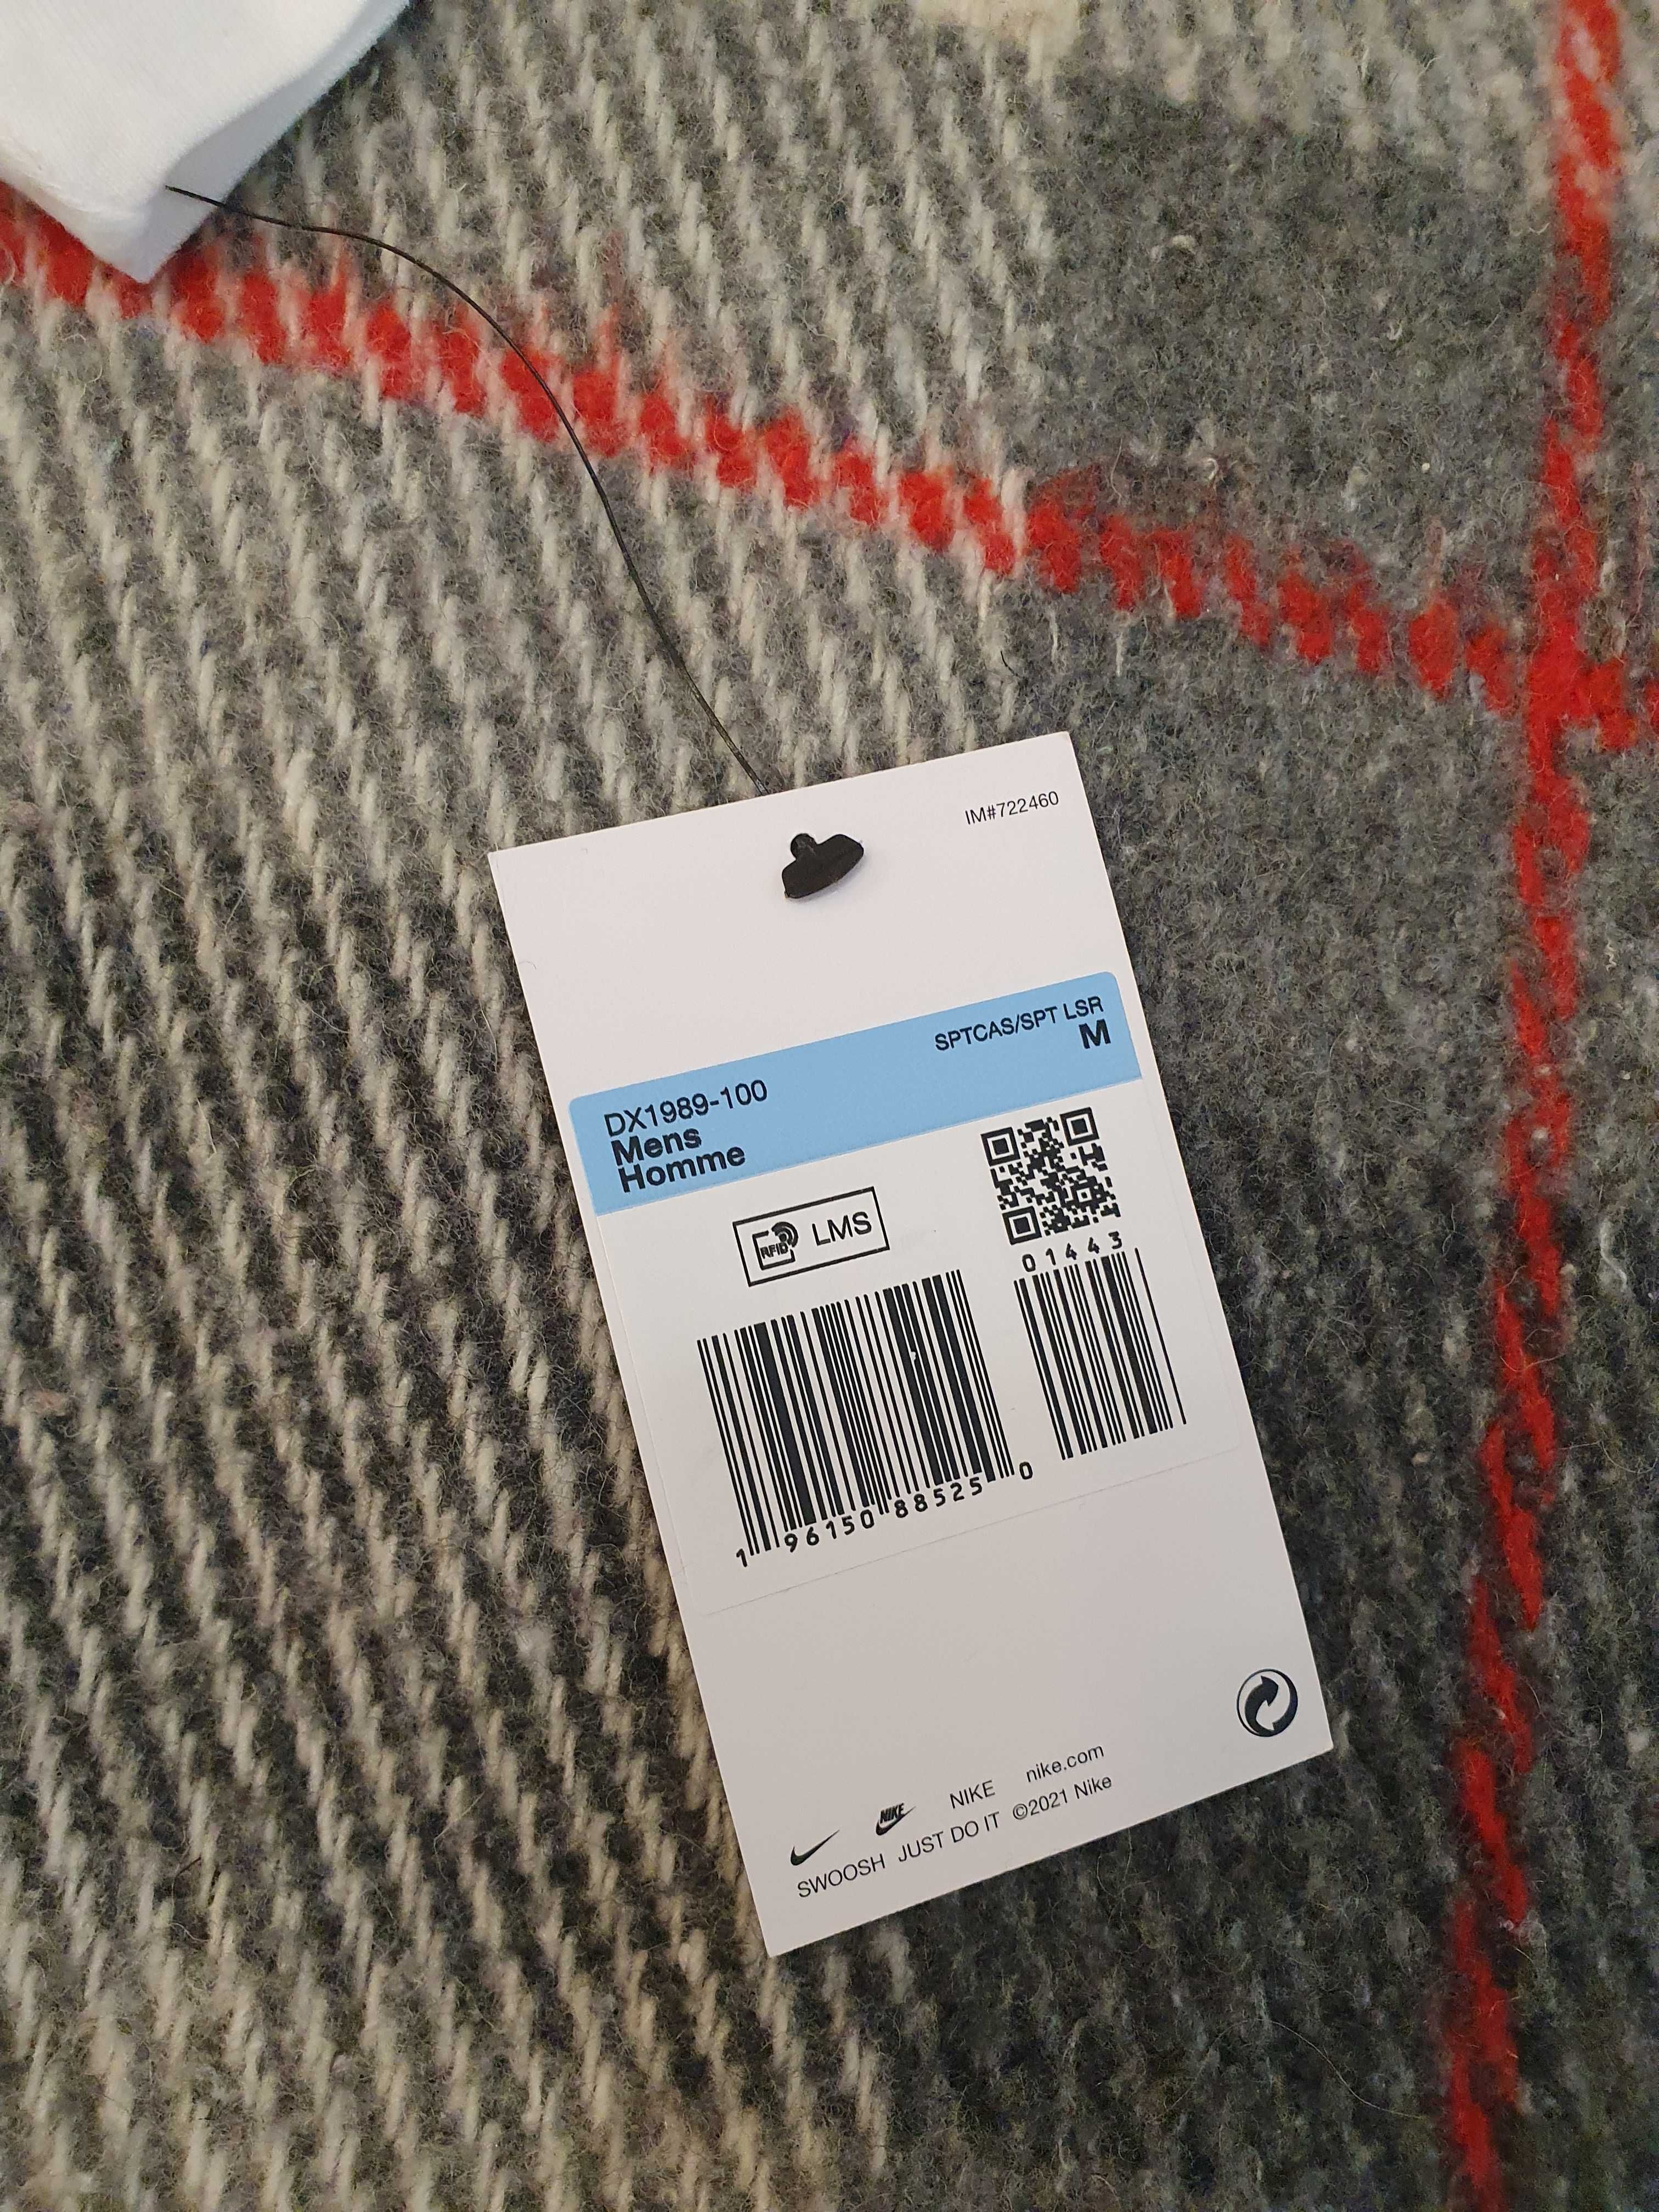 IM#722460
SPTCAS/SPT LSR
M
DX1989-100
Mens
Homme
RFID LMS
01443
1 96150 88525 0
NIKE NIKE nike.com
SWOOSH JUST DO IT ©2021 Nike